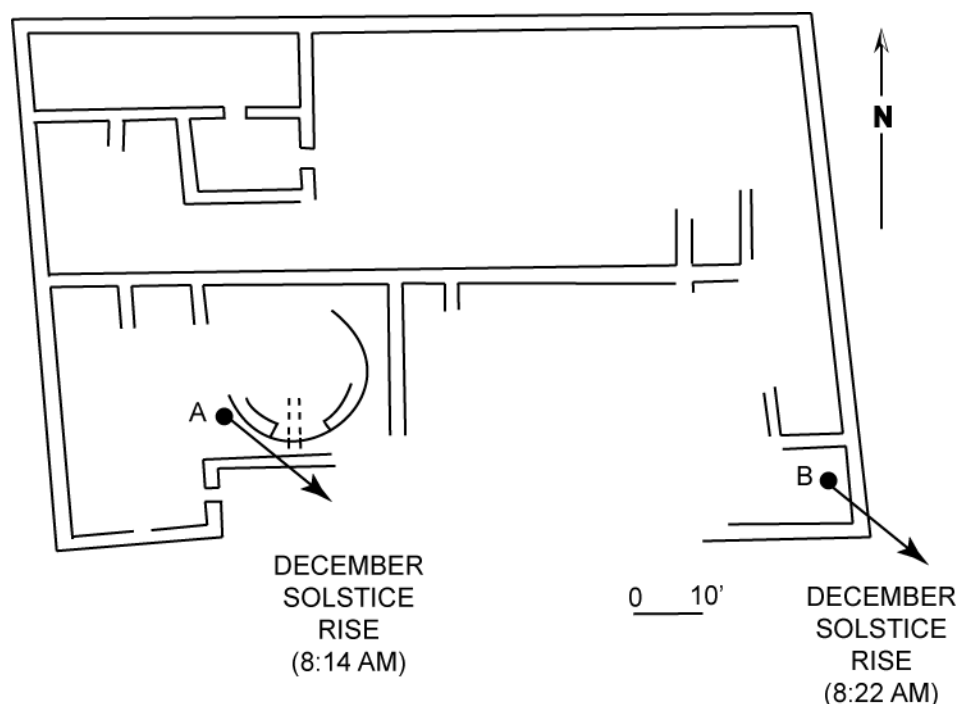 N
A
B
DECEMBER
SOLSTICE
RISE
(8:14 AM)
0 10’
DECEMBER
SOLSTICE
RISE
(8:22 AM)